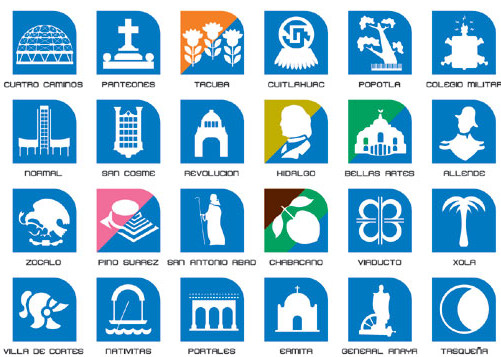 CUATRO CAMINOS PANTEONES TACUBA CUITLAHUAC POPOTLA COLEGIO MILITAR
NORMAL SAN COSME REVOLUCION HIDALGO BELLAS ARTES ALLENDE
ZOCALO PINO SUAREZ SAN ANTONIO ABAD CHABACANO VIADUCTO XOLA
VILLA DE CORTES NATIVITAS PORTALES ERMITA GENERAL ANAYA TASQUEÑA